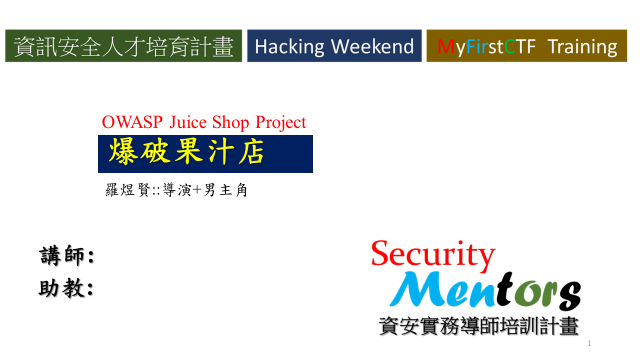 資訊安全人才培育計畫 Hacking Weekend MyFirstCTF Training
OWASP Juice Shop Project
爆破果汁店
羅煜賢::導演+男主角
講師:
助教:
Security
Mentors
資安實務導師培訓計畫
1